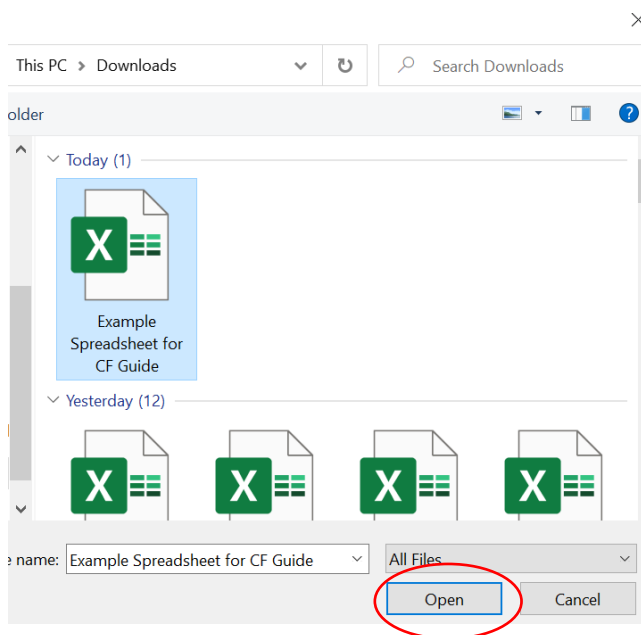 This PC > Downloads
Search Downloads
older
?
Today (1)
X
Example
Spreadsheet for
CF Guide
Yesterday (12)
X X X X
e name: Example Spreadsheet for CF Guide All Files
Open Cancel